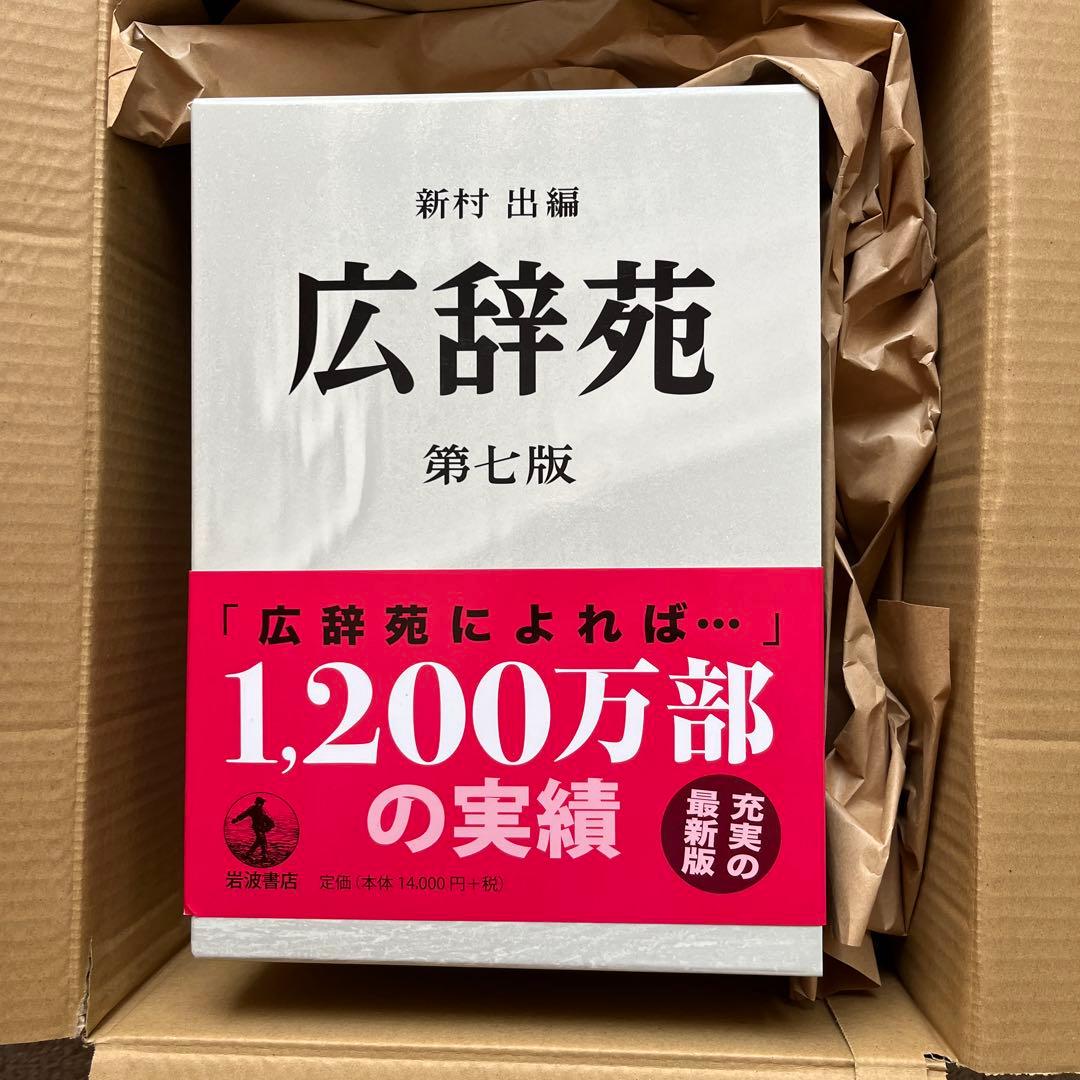 新村 出編
広辞苑
第七版
「広辞苑によれば…」
1,200万部
の実績
充実の
最新版
岩波書店
定価(本体14,000円+税)